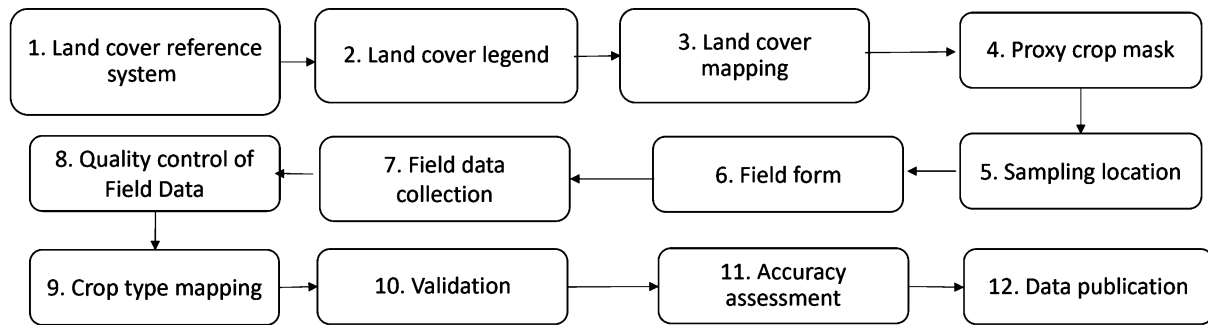 1. Land cover reference
system
2. Land cover legend
3. Land cover
mapping
4. Proxy crop mask
5. Sampling location
6. Field form
7. Field data
collection
8. Quality control of
Field Data
9. Crop type mapping
10. Validation
11. Accuracy
assessment
12. Data publication